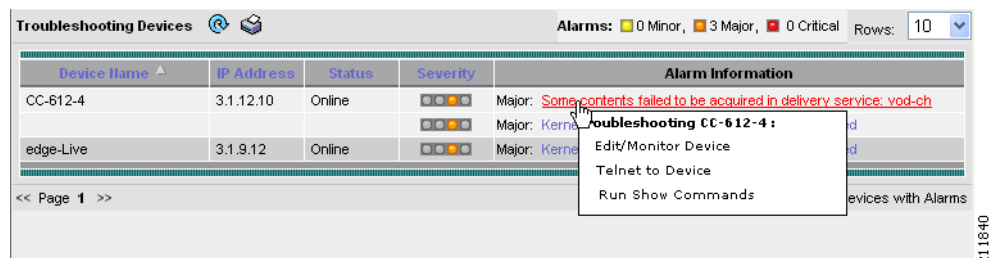 Troubleshooting Devices Alarms: 0 Minor, 3 Major, 0 Critical Rows: 10
Device Name IP Address Status Severity Alarm Information
CC-612-4 3.1.12.10 Online Major: Some contents failed to be acquired in delivery service: vod-ch
Major: Kerne ed
oubleshooting CC-612-4:
edge-Live 3.1.9.12 Online Major: Kerne ed
Edit/Monitor Device
Telnet to Device
Run Show Commands
<< Page 1 >> evices with Alarms
211840